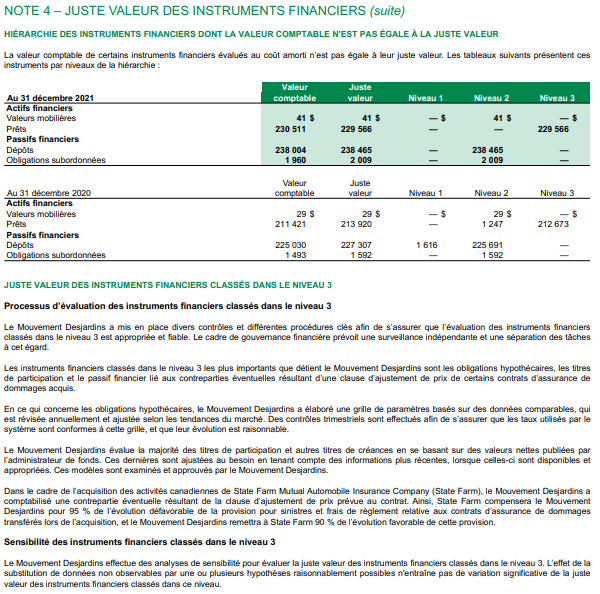 NOTE 4 – JUSTE VALEUR DES INSTRUMENTS FINANCIERS (suite)
HIÉRARCHIE DES INSTRUMENTS FINANCIERS DONT LA VALEUR COMPTABLE N'EST PAS ÉGALE À LA JUSTE VALEUR
La valeur comptable de certains instruments financiers évalués au coût amorti n'est pas égale à leur juste valeur. Les tableaux suivants présentent ces
instruments par niveaux de la hiérarchie :
Valeur Juste
Au 31 décembre 2021 comptable valeur Niveau 1 Niveau 2 Niveau 3
Actifs financiers
Valeurs mobilières 41 $ 41 $ — $ 41 $ — $
Prêts 230 511 229 566 — — 229 566
Passifs financiers
Dépôts 238 004 238 465 — 238 465 —
Obligations subordonnées 1 960 2 009 — 2 009 —
Valeur Juste
Au 31 décembre 2020 comptable valeur Niveau 1 Niveau 2 Niveau 3
Actifs financiers
Valeurs mobilières 29 $ 29 $ — $ 29 $ — $
Prêts 211 421 213 920 — 1 247 212 673
Passifs financiers
Dépôts 225 030 227 307 1 616 225 691 —
Obligations subordonnées 1 493 1 592 — 1 592 —
JUSTE VALEUR DES INSTRUMENTS FINANCIERS CLASSÉS DANS LE NIVEAU 3
Processus d'évaluation des instruments financiers classés dans le niveau 3
Le Mouvement Desjardins a mis en place divers contrôles et différentes procédures clés afin de s'assurer que l'évaluation des instruments financiers
classés dans le niveau 3 est appropriée et fiable. Le cadre de gouvernance financière prévoit une surveillance indépendante et une séparation des tâches
à cet égard.
Les instruments financiers classés dans le niveau 3 les plus importants que détient le Mouvement Desjardins sont les obligations hypothécaires, les titres
de participation et le passif financier lié aux contreparties éventuelles résultant d'une clause d'ajustement de prix de certains contrats d'assurance de
dommages acquis.
En ce qui concerne les obligations hypothécaires, le Mouvement Desjardins a élaboré une grille de paramètres basés sur des données comparables, qui
est révisée annuellement et ajustée selon les tendances du marché. Des contrôles trimestriels sont effectués afin de s'assurer que les taux utilisés par le
système sont conformes à cette grille, et que leur évolution est raisonnable.
Le Mouvement Desjardins évalue la majorité des titres de participation et autres titres de créances en se basant sur des valeurs nettes publiées par
l'administrateur de fonds. Ces dernières sont ajustées au besoin en tenant compte des informations plus récentes, lorsque celles-ci sont disponibles et
appropriées. Ces modèles sont examinés et approuvés par le Mouvement Desjardins.
Dans le cadre de l'acquisition des activités canadiennes de State Farm Mutual Automobile Insurance Company (State Farm), le Mouvement Desjardins a
comptabilisé une contrepartie éventuelle résultant de la clause d'ajustement de prix prévue au contrat. Ainsi, State Farm compensera le Mouvement
Desjardins pour 95 % de l'évolution défavorable de la provision pour sinistres et frais de règlement relative aux contrats d'assurance de dommages
transférés lors de l'acquisition, et le Mouvement Desjardins remettra à State Farm 90 % de l'évolution favorable de cette provision.
Sensibilité des instruments financiers classés dans le niveau 3
Le Mouvement Desjardins effectue des analyses de sensibilité pour évaluer la juste valeur des instruments financiers classés dans le niveau 3. L'effet de la
substitution de données non observables par une ou plusieurs hypothèses raisonnablement possibles n'entraîne pas de variation significative de la juste
valeur des instruments financiers classés dans ce niveau.